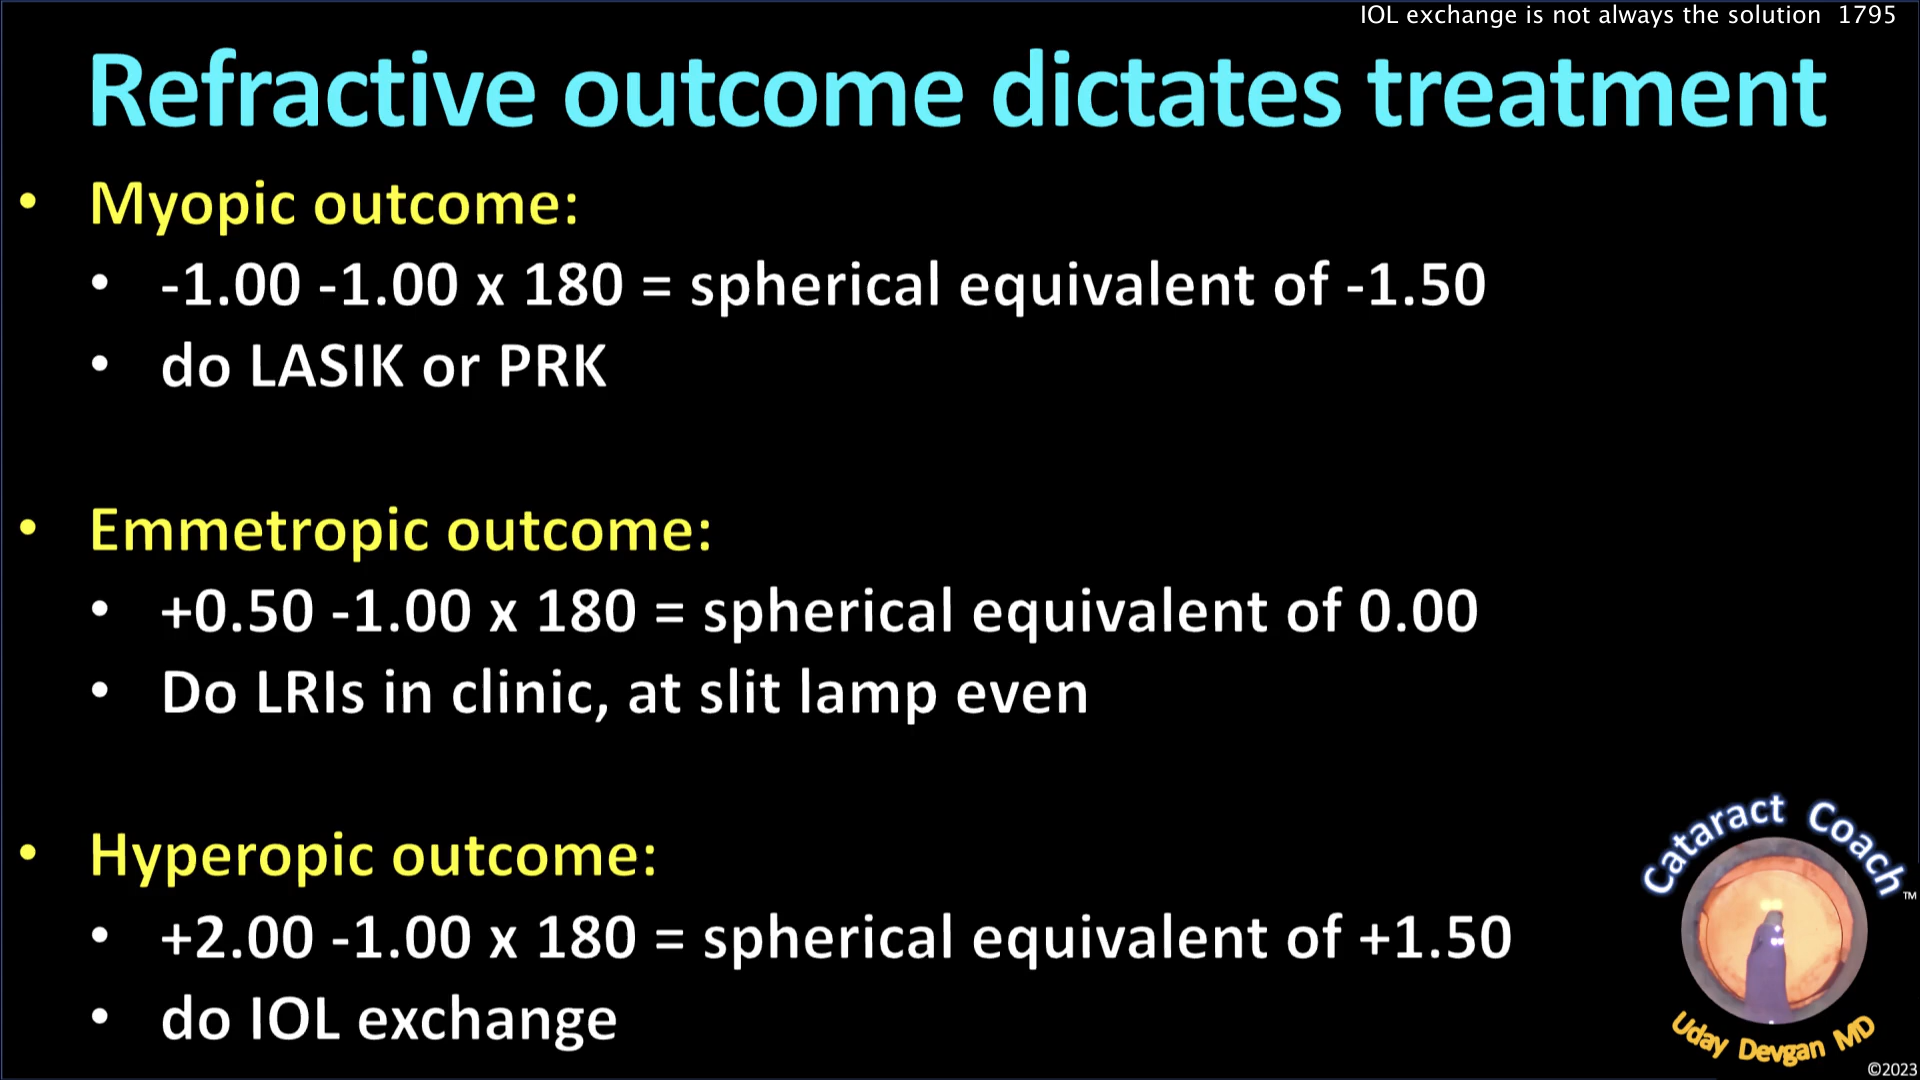 IOL exchange is not always the solution 1795
Refractive outcome dictates treatment
• Myopic outcome:
• -1.00 -1.00 x 180 = spherical equivalent of -1.50
• do LASIK or PRK
• Emmetropic outcome:
• +0.50 -1.00 x 180 = spherical equivalent of 0.00
• Do LRIs in clinic, at slit lamp even
• Hyperopic outcome:
• +2.00 -1.00 x 180 = spherical equivalent of +1.50
• do IOL exchange
Cataract Coach™
Uday Devgan MD
©2023